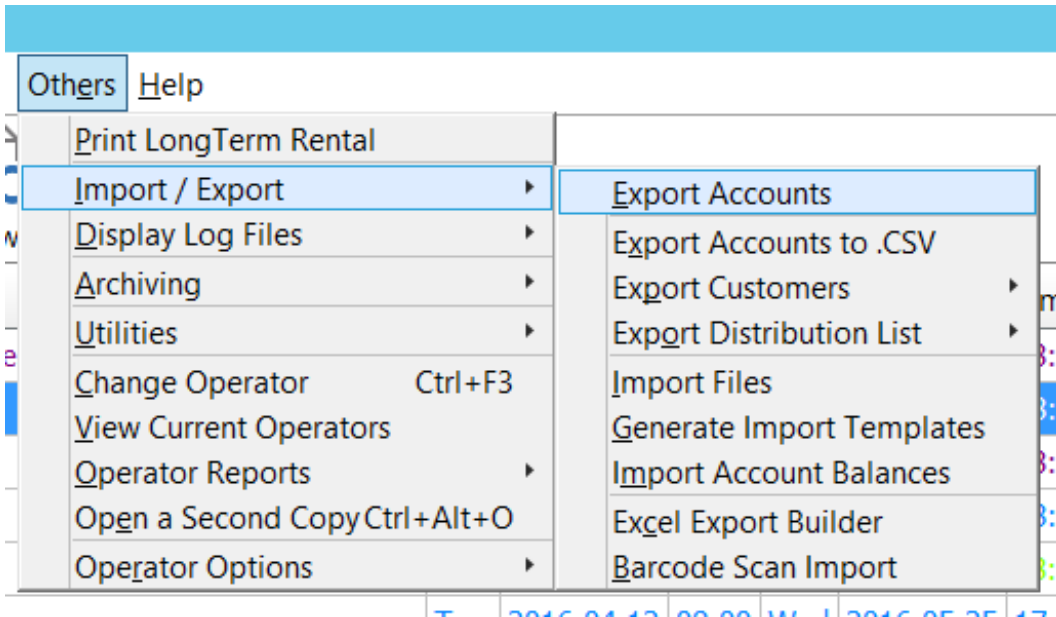 Others Help
Print LongTerm Rental
Import / Export
Display Log Files
Archiving
Utilities
Change Operator Ctrl+F3
View Current Operators
Operator Reports
Open a Second Copy Ctrl+Alt+O
Operator Options
Export Accounts
Export Accounts to .CSV
Export Customers
Export Distribution List
Import Files
Generate Import Templates
Import Account Balances
Excel Export Builder
Barcode Scan Import